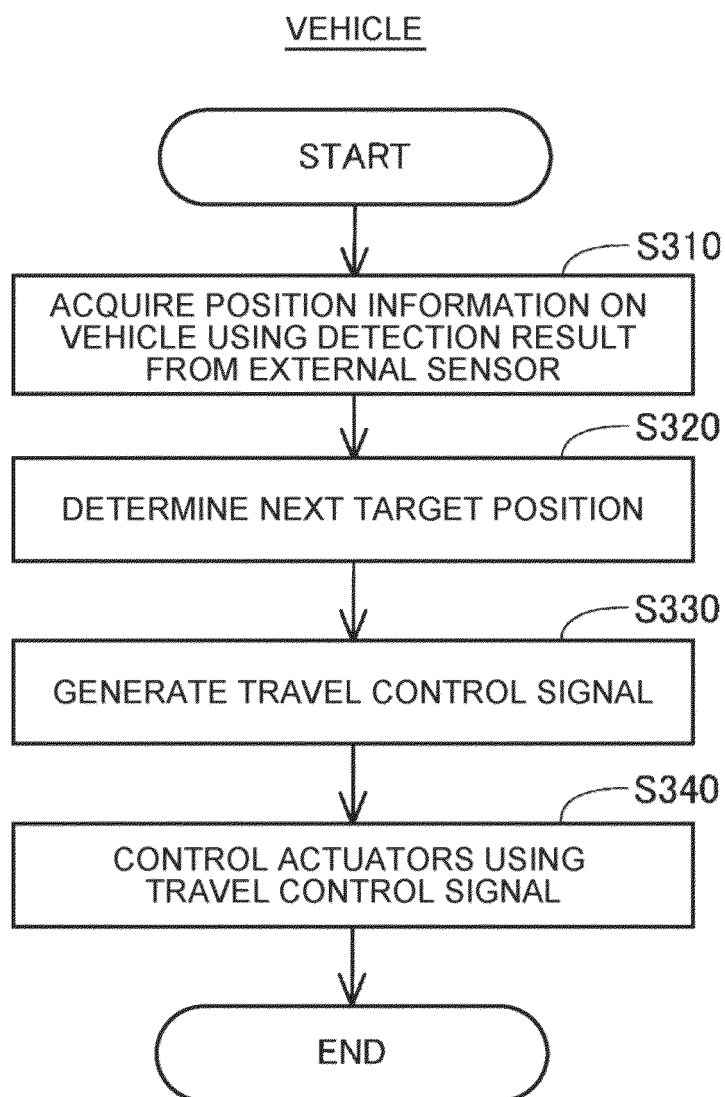 VEHICLE
START
S310
ACQUIRE POSITION INFORMATION ON
VEHICLE USING DETECTION RESULT
FROM EXTERNAL SENSOR
S320
DETERMINE NEXT TARGET POSITION
S330
GENERATE TRAVEL CONTROL SIGNAL
S340
CONTROL ACTUATORS USING
TRAVEL CONTROL SIGNAL
END